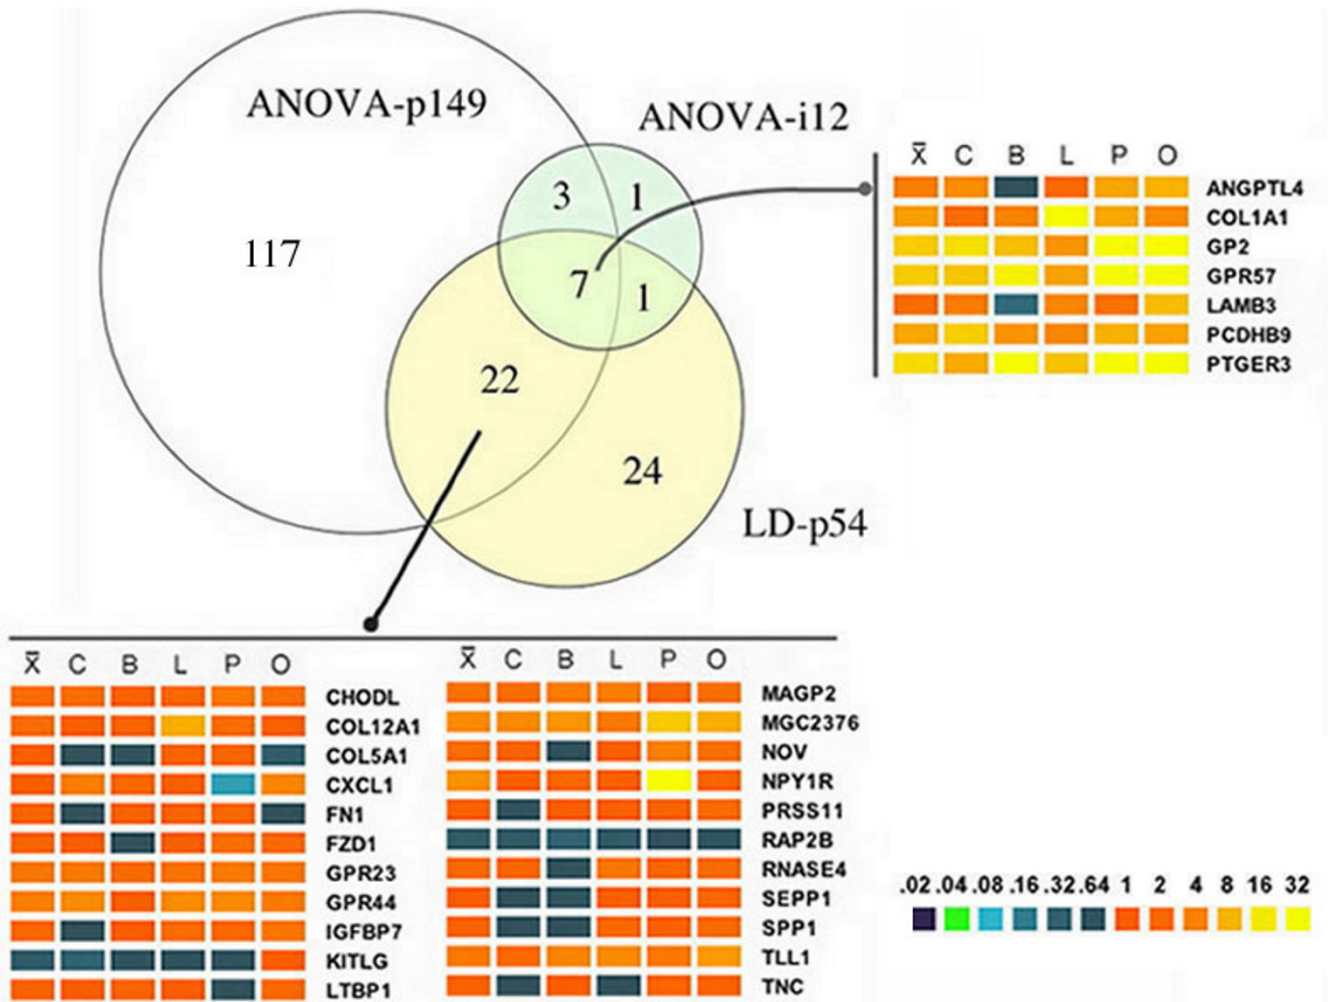 ANOVA-p149
ANOVA-i12
3
1
117
7
1
22
24
LD-p54
X̅ C B L P O
ANGPTL4
COL1A1
GP2
GPR57
LAMB3
PCDHB9
PTGER3
X̅ C B L P O
CHODL
COL12A1
COL5A1
CXCL1
FN1
FZD1
GPR23
GPR44
IGFBP7
KITLG
LTBP1
X̅ C B L P O
MAGP2
MGC2376
NOV
NPY1R
PRSS11
RAP2B
RNASE4
SEPP1
SPP1
TLL1
TNC
.02 .04 .08 .16 .32 .64 1 2 4 8 16 32